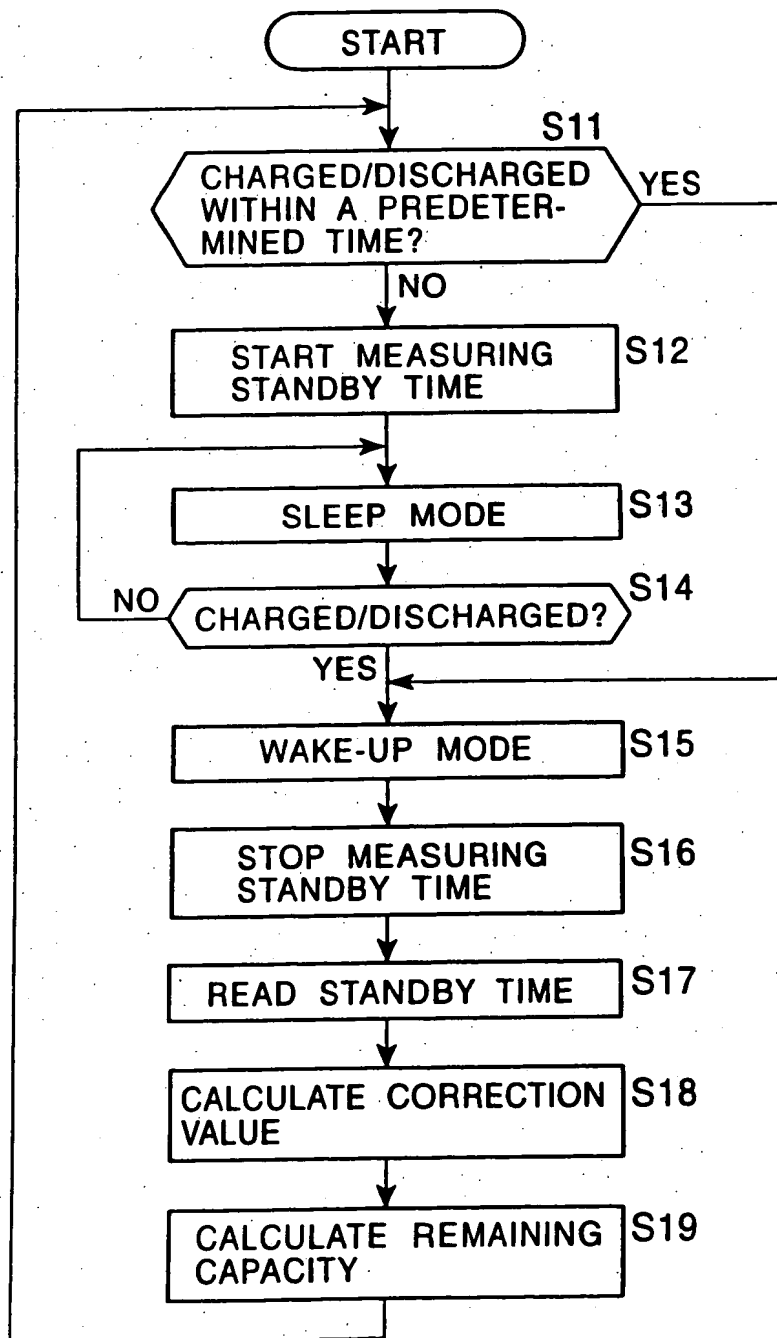 START
S11
CHARGED/DISCHARGED
WITHIN A PREDETER-
MINED TIME?
YES
NO
START MEASURING
STANDBY TIME
S12
SLEEP MODE
S13
S14
NO
CHARGED/DISCHARGED?
YES
WAKE-UP MODE
S15
STOP MEASURING
STANDBY TIME
S16
READ STANDBY TIME
S17
CALCULATE CORRECTION
VALUE
S18
CALCULATE REMAINING
CAPACITY
S19